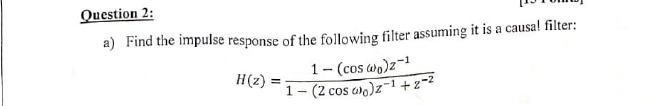 Question 2:
a) Find the impulse response of the following filter assuming it is a causal filter:
H(z) = \frac{1 - (cos ω₀)z⁻¹}{1 - (2 cos ω₀)z⁻¹ + z⁻²}